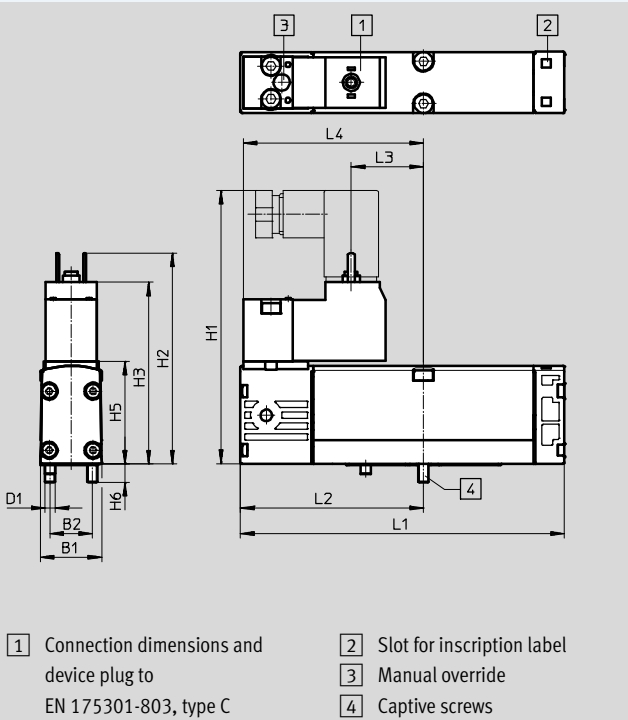 3
1
2
L4
L3
H1
H2
H3
H5
H6
D1
B2
B1
4
L2
L1
1 Connection dimensions and
device plug to
EN 175301-803, type C
2 Slot for inscription label
3 Manual override
4 Captive screws